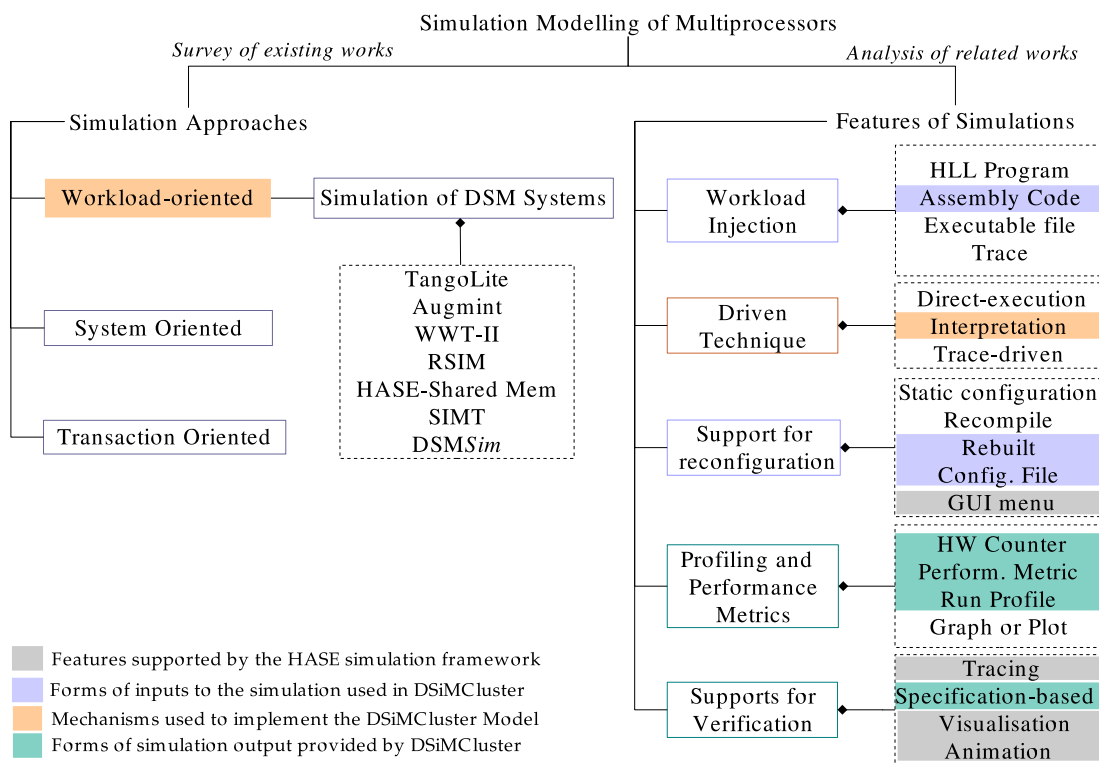 Simulation Modelling of Multiprocessors
Survey of existing works
Analysis of related works
Simulation Approaches
Workload-oriented
Simulation of DSM Systems
TangoLite
Augmint
WWT-II
RSIM
HASE-Shared Mem
SIMT
DSMSim
System Oriented
Transaction Oriented
Features of Simulations
Workload
Injection
HLL Program
Assembly Code
Executable file
Trace
Driven
Technique
Direct-execution
Interpretation
Trace-driven
Support for
reconfiguration
Static configuration
Recompile
Rebuilt
Config. File
GUI menu
Profiling and
Performance
Metrics
HW Counter
Perform. Metric
Run Profile
Graph or Plot
Supports for
Verification
Tracing
Specification-based
Visualisation
Animation
Features supported by the HASE simulation framework
Forms of inputs to the simulation used in DSiMCluster
Mechanisms used to implement the DSiMCluster Model
Forms of simulation output provided by DSiMCluster